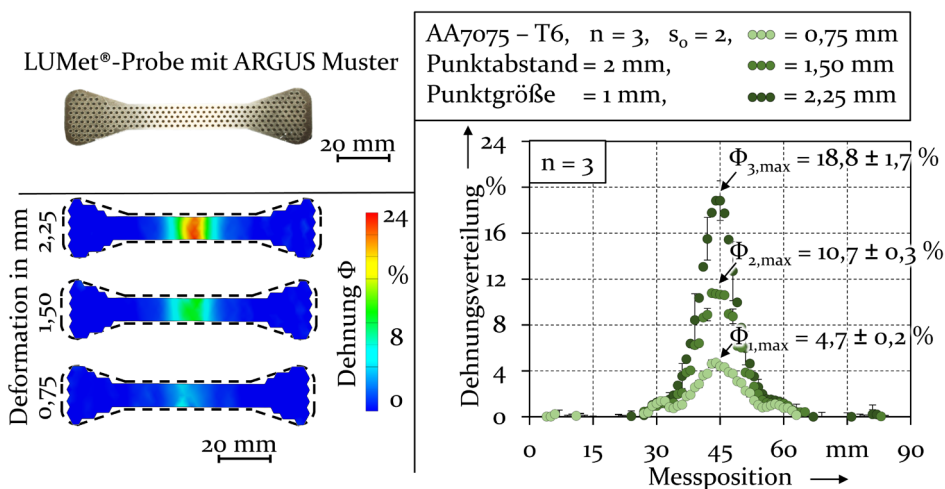 LUMet®-Probe mit ARGUS Muster
20 mm
Deformation in mm
2,25
1,50
0,75
24
%
8
0
Dehnung Φ
20 mm
AA7075 – T6, n = 3, s₀ = 2, = 0,75 mm
Punktabstand = 2 mm, = 1,50 mm
Punktgröße = 1 mm, = 2,25 mm
n = 3
Φ3,max = 18,8 ± 1,7 %
Φ2,max = 10,7 ± 0,3 %
Φ1,max = 4,7 ± 0,2 %
Dehnungsverteilung
24
%
16
12
8
4
0
0 15 30 45 60 mm 90
Messposition